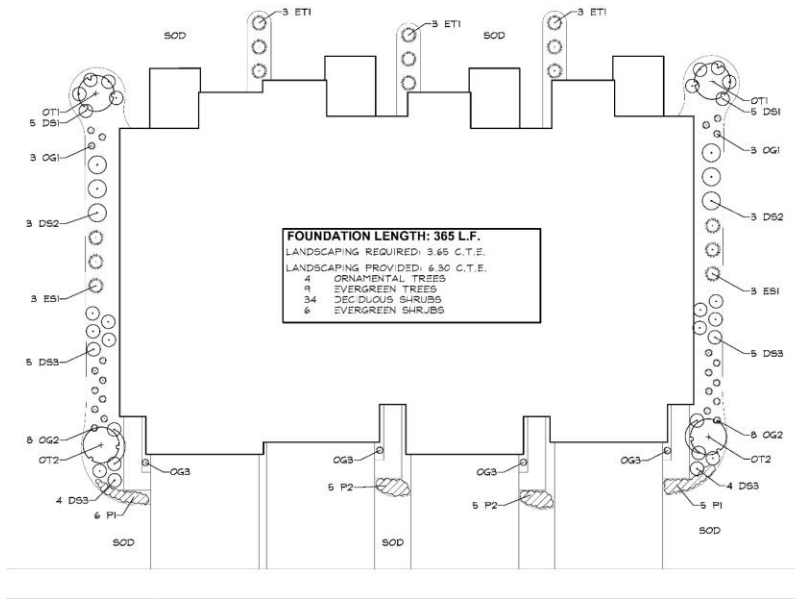 3 ET1
3 ET1
3 ET1
SOD
SOD
OT1
5 DS1
3 OG1
3 DS2
3 ES1
5 DS3
8 OG2
OT2
4 DS3
6 P1
SOD
OT1
5 DS1
3 OG1
3 DS2
3 ES1
5 DS3
8 OG2
OT2
4 DS3
5 P1
SOD
FOUNDATION LENGTH: 365 L.F.
LANDSCAPING REQUIRED: 3.65 C.T.E.
LANDSCAPING PROVIDED: 6.30 C.T.E.
4 ORNAMENTAL TREES
9 EVERGREEN TREES
34 DECIDUOUS SHRUBS
6 EVERGREEN SHRUBS
OG3
OG3
OG3
OG3
5 P2
5 P2
SOD